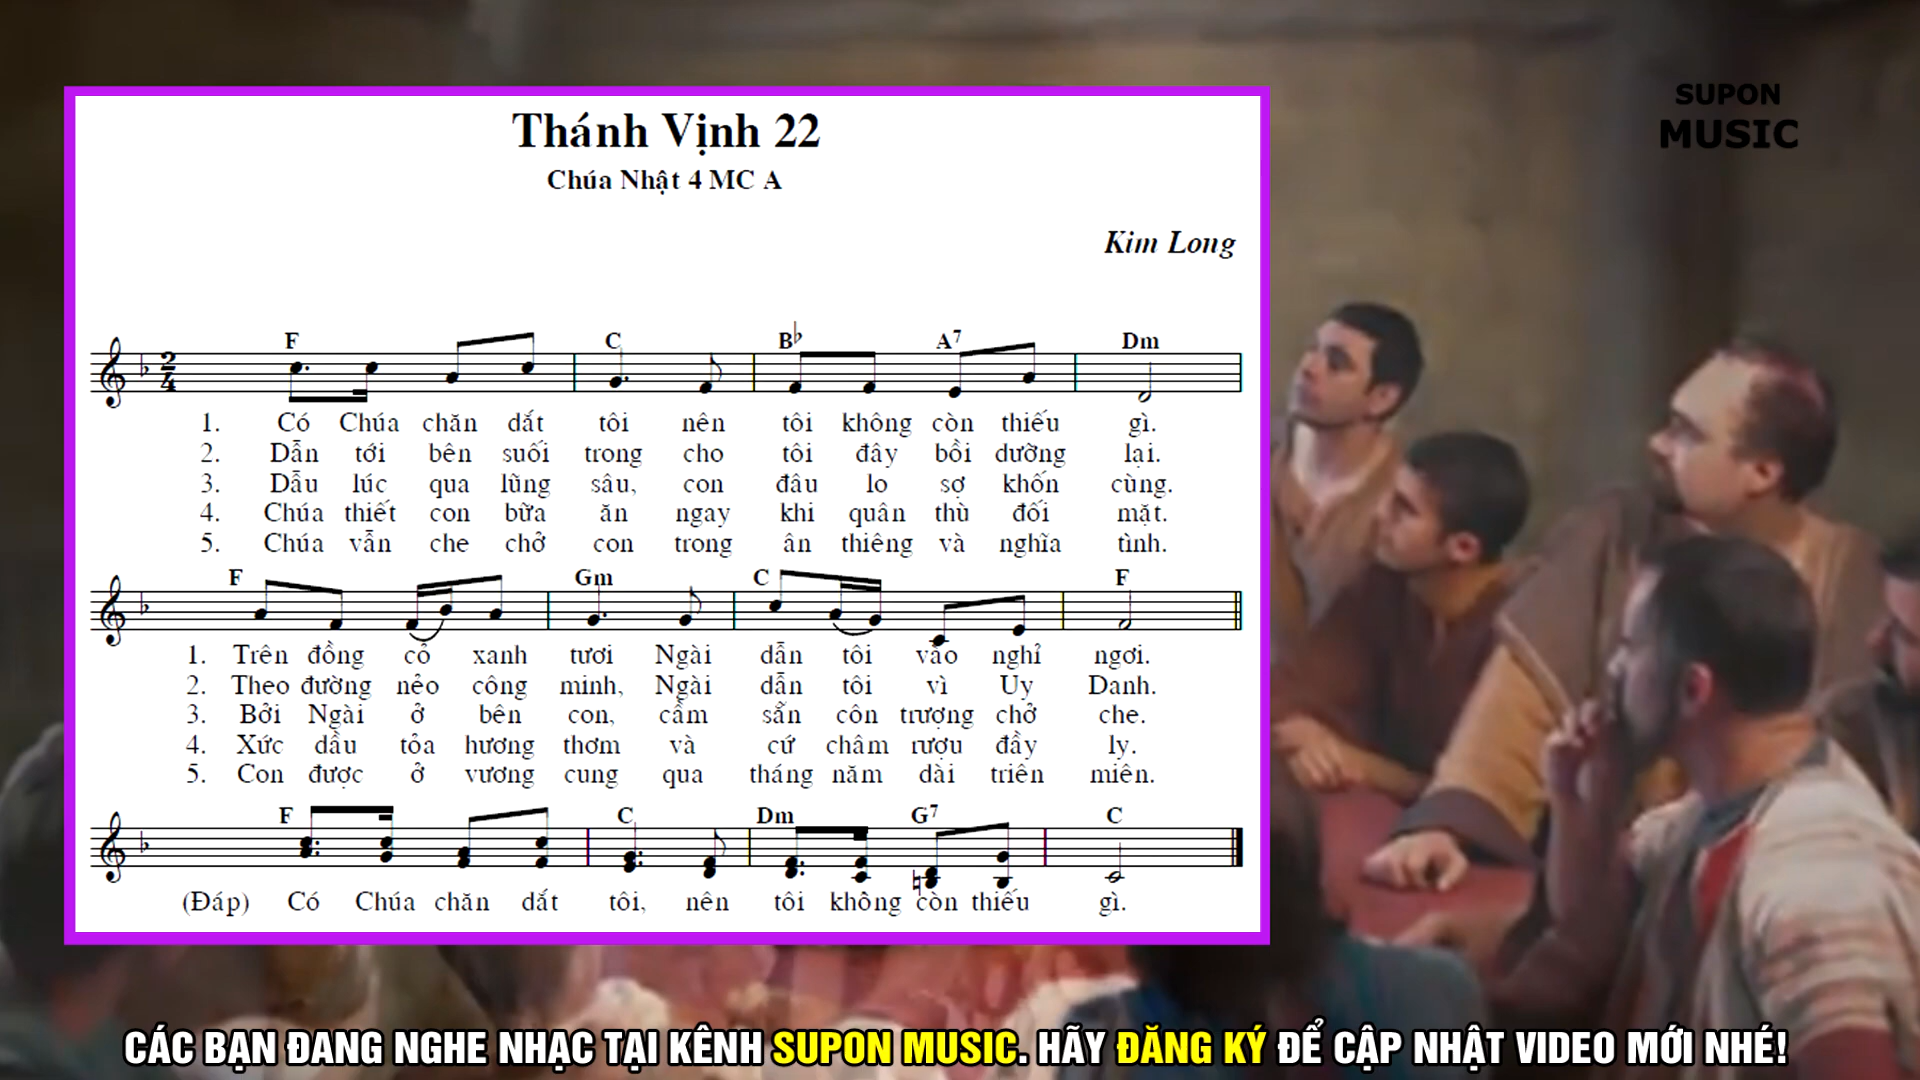 SUPON
MUSIC
Thánh Vịnh 22
Chúa Nhật 4 MC A
Kim Long
F C B♭ A7 Dm
2
4
1. Có Chúa chăn dắt tôi nên tôi không còn thiếu gì.
2. Dẫn tới bên suối trong cho tôi đây bồi dưỡng lại.
3. Dẫu lúc qua lũng sâu, con đâu lo sợ khốn cùng.
4. Chúa thiết con bữa ăn ngay khi quân thù đối mặt.
5. Chúa vẫn che chở con trong ân thiêng và nghĩa tình.
F Gm C F
1. Trên đồng cỏ xanh tươi Ngài dẫn tôi vào nghỉ ngơi.
2. Theo đường nẻo công minh, Ngài dẫn tôi vì Uy Danh.
3. Bởi Ngài ở bên con, cầm sẵn côn trượng chở che.
4. Xức dầu tỏa hương thơm và cứ châm rượu đầy ly.
5. Con được ở vương cung qua tháng năm dài triên miên.
F C Dm G7 C
(Đáp) Có Chúa chăn dắt tôi, nên tôi không còn thiếu gì.
CÁC BẠN ĐANG NGHE NHẠC TẠI KÊNH SUPON MUSIC. HÃY ĐĂNG KÝ ĐỂ CẬP NHẬT VIDEO MỚI NHÉ!